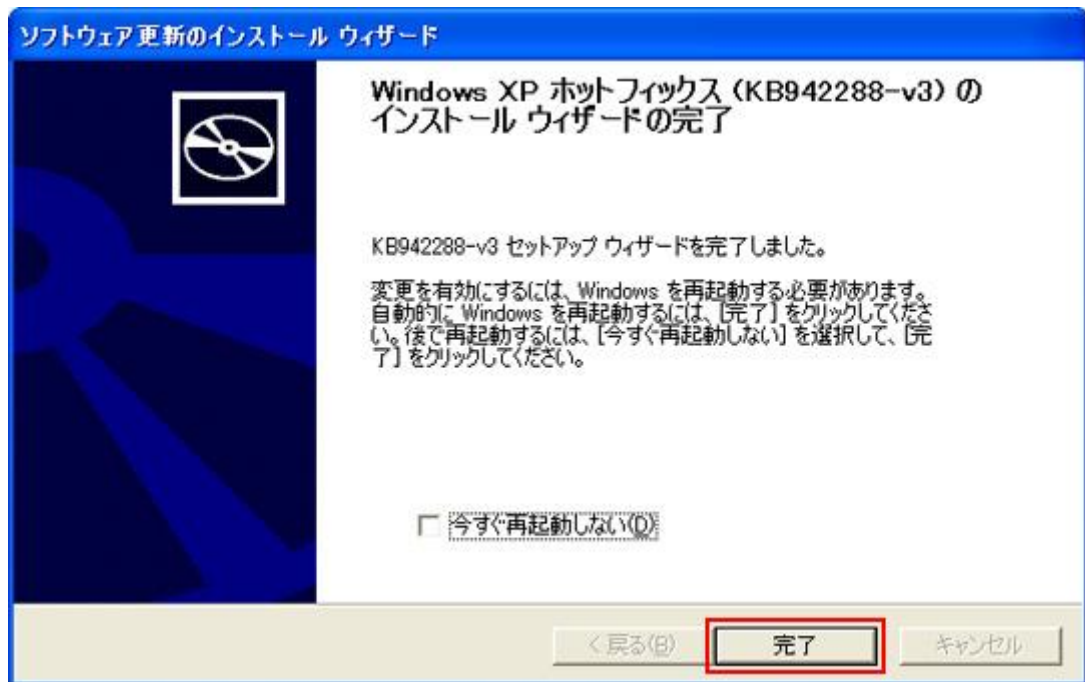 ソフトウェア更新のインストール ウィザード
Windows XP ホットフィックス (KB942288-v3) の
インストール ウィザードの完了
KB942288-v3 セットアップ ウィザードを完了しました。
変更を有効にするには、Windows を再起動する必要があります。
自動的に Windows を再起動するには、[完了] をクリックしてくださ
い。後で再起動するには、[今すぐ再起動しない] を選択して、[完
了] をクリックしてください。
今すぐ再起動しない(D)
< 戻る(B)
完了
キャンセル